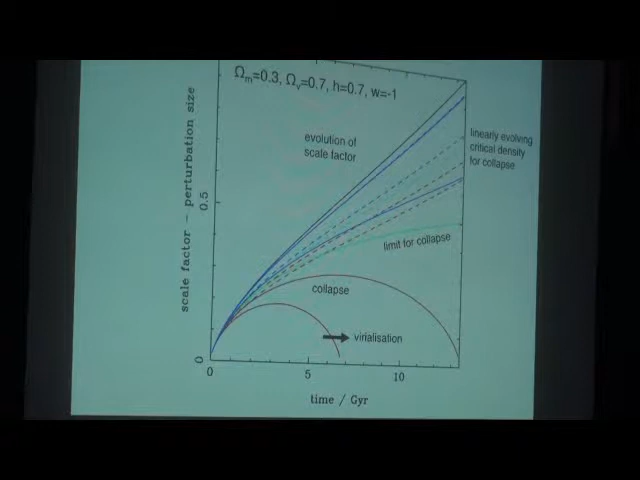 Ωm=0.3, Ωv=0.7, h=0.7, w=-1
evolution of
scale factor
linearly evolving
critical density
for collapse
limit for collapse
collapse
virialisation
scale factor - perturbation size
0.5
0
0
5
10
time / Gyr